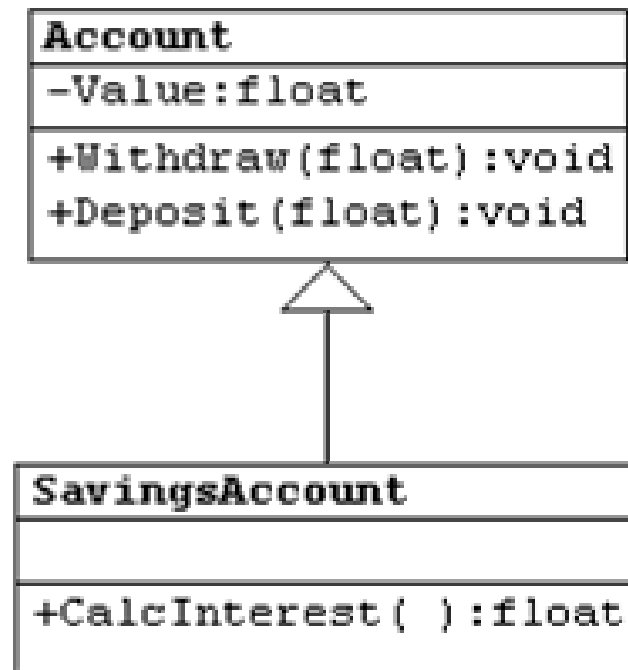 Account
-Value:float
+Withdraw(float):void
+Deposit(float):void
SavingsAccount
+CalcInterest( ):float